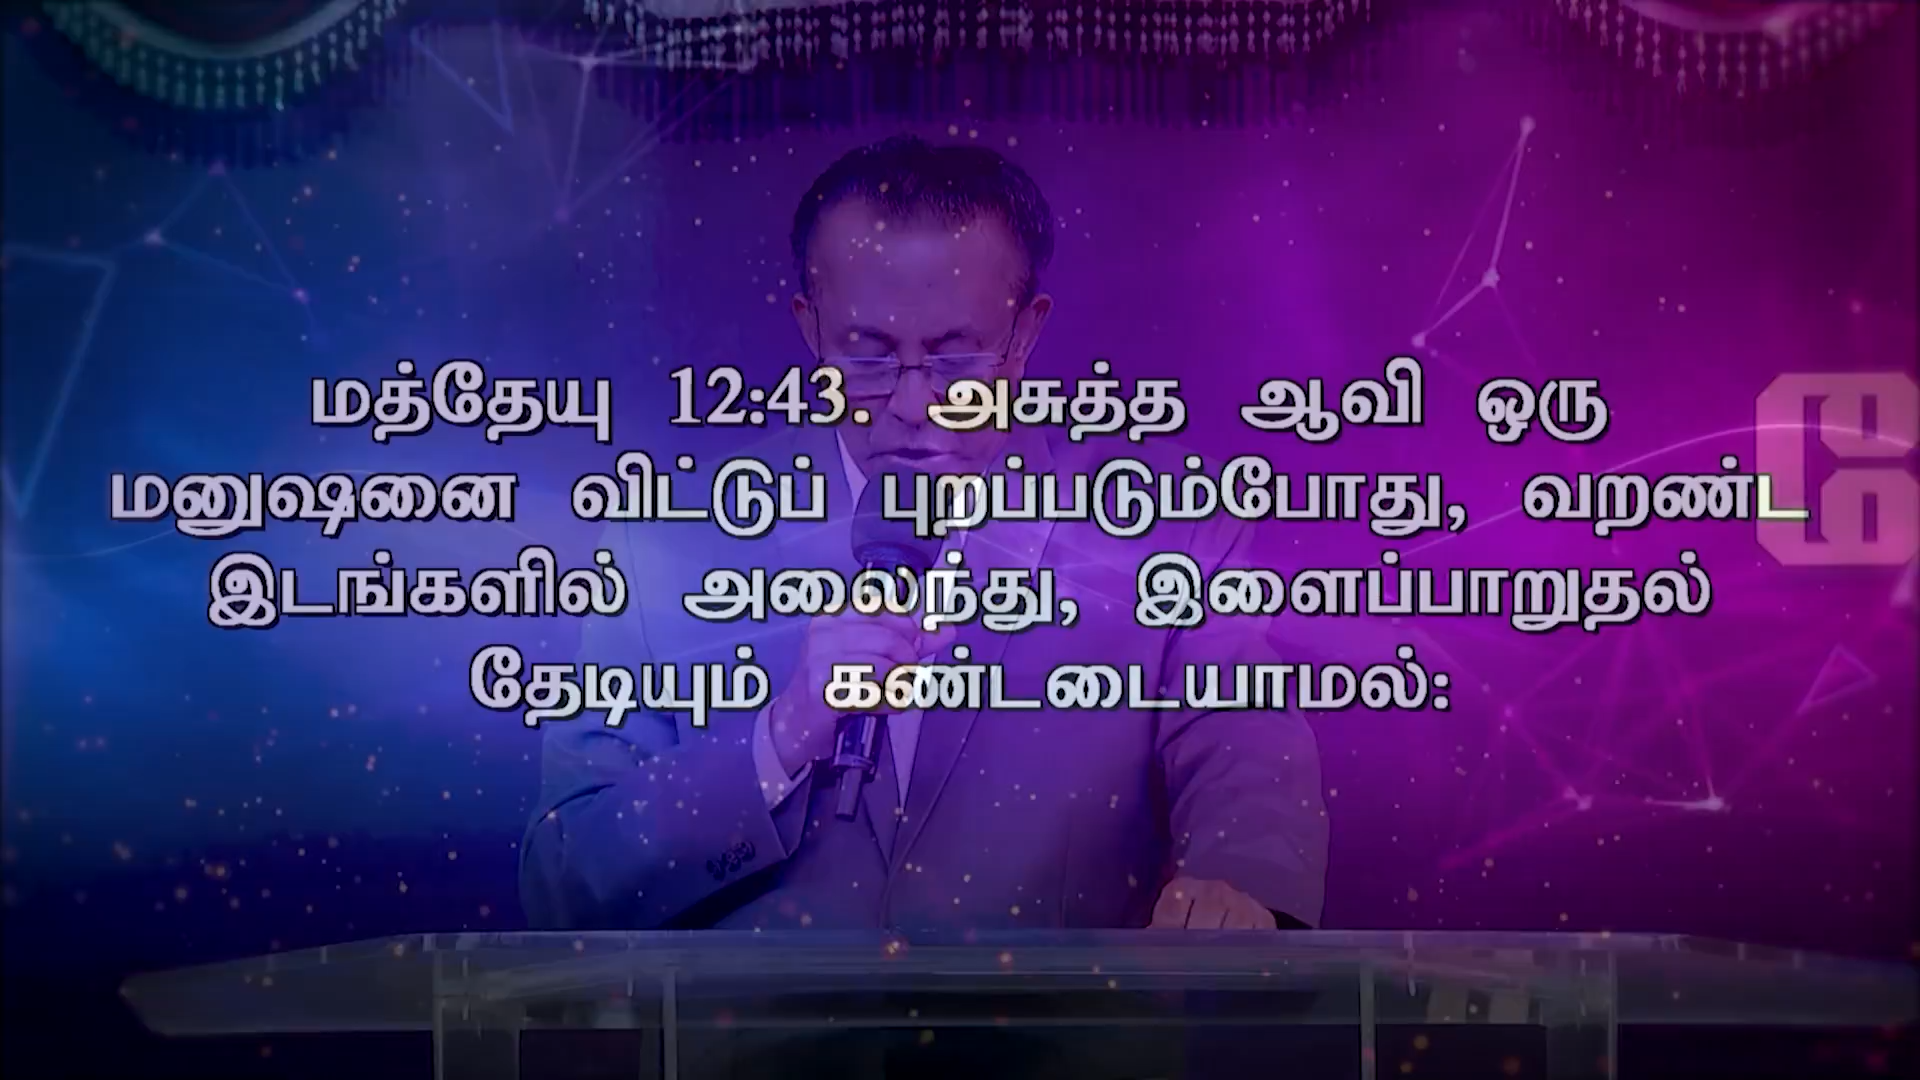 மத்தேயு 12:43. அசுத்த ஆவி ஒரு
மனுஷனை விட்டுப் புறப்படும்போது, வறண்ட
இடங்களில் அலைந்து, இளைப்பாறுதல்
தேடியும் கண்டடையாமல்: